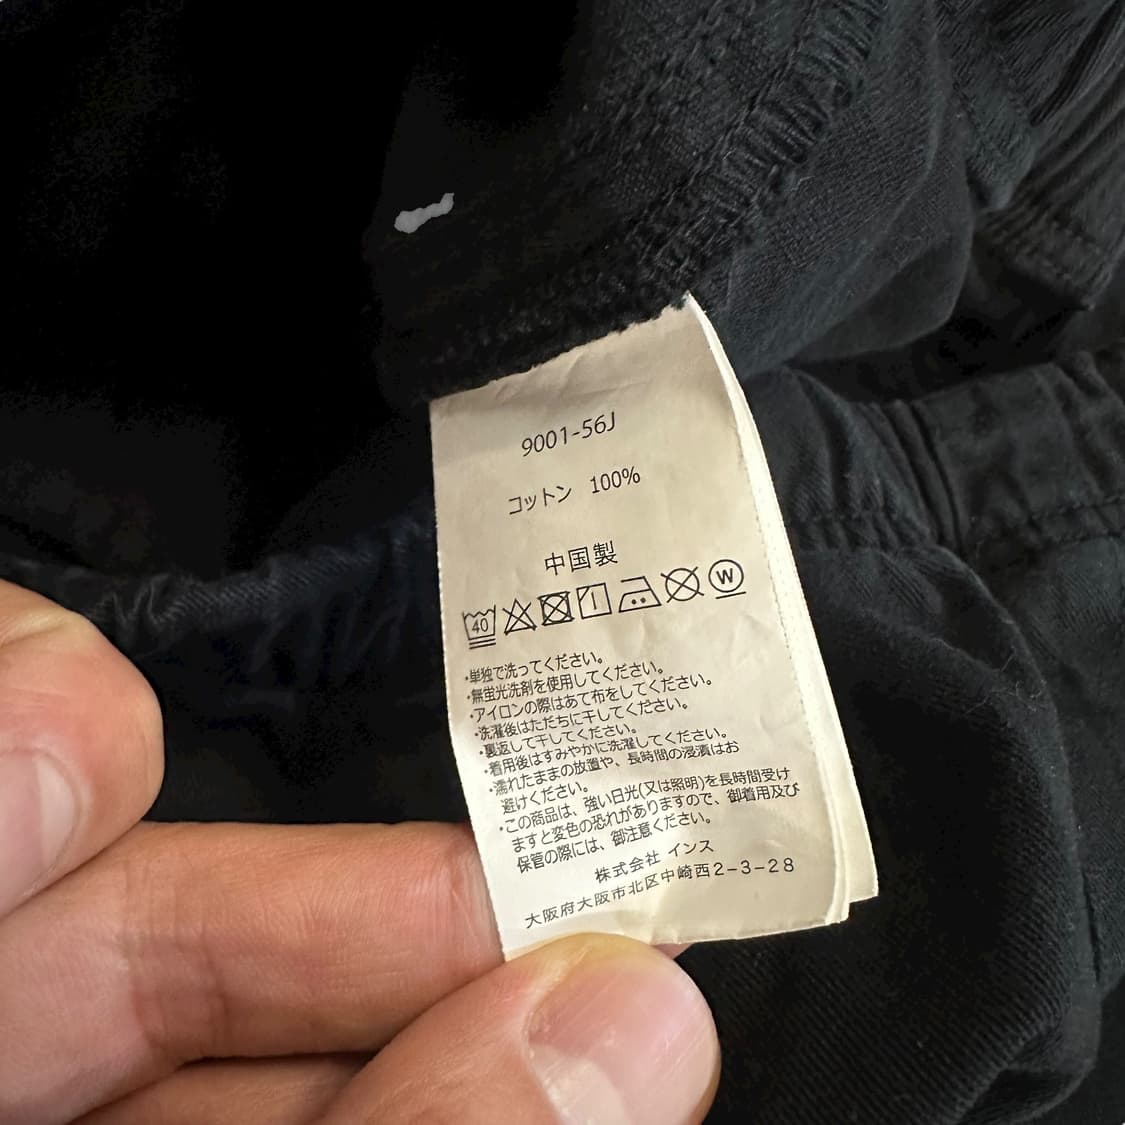 9001-56J
コットン 100%
中国製
40 W
・単独で洗ってください。
・無蛍光洗剤を使用してください。
・アイロンの際はあて布をしてください。
・洗濯後はただちに干してください。
・裏返して干してください。
・着用後はすみやかに洗濯してください。
・濡れたままの放置や、長時間の浸漬はお
避けください。
・この商品は、強い日光(又は照明)を長時間受け
ますと変色の恐れがありますので、御着用及び
保管の際には、御注意ください。
株式会社 インス
大阪府大阪市北区中崎西2-3-28